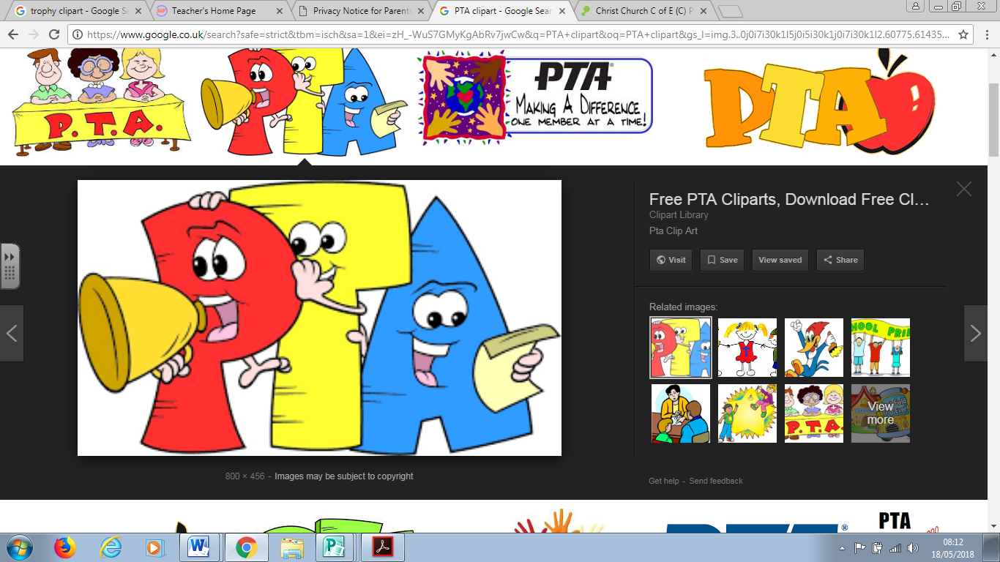 trophy clipart - Google Se
360
Teacher's Home Page
Privacy Notice for Parent
PTA clipart - Google Sear
Christ Church C of E (C) P
https://www.google.co.uk/search?safe=strict&tbm=isch&sa=1&ei=zH_-WuS7GMyKgAbRv7jwCw&q=PTA+clipart&oq=PTA+clipart&gs_l=img.3..0j0i7i30k1l5j0i5i30k1j0i7i30k1l2.60775.61435...
P.T.A.
PTA
PTA®
MAKING A DIFFERENCE
ONE MEMBER AT A TIME!
PTA
PTA
Free PTA Cliparts, Download Free Cl...
Clipart Library
Pta Clip Art
Visit
Save
View saved
Share
Related images:
PTA
T
HOOL PRI
P.T.A.
View
more
800 × 456 - Images may be subject to copyright
Get help - Send feedback
®
PTA
08:12
18/05/2018